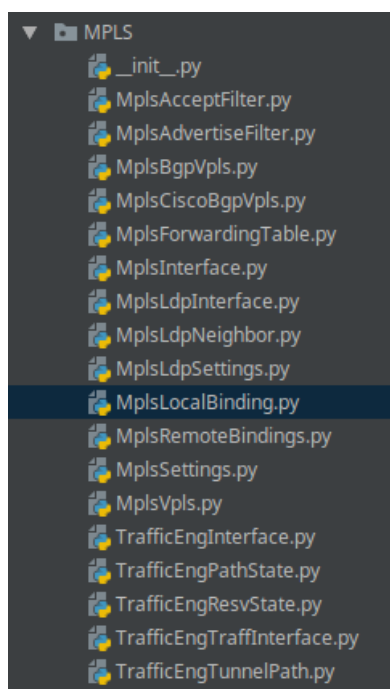 MPLS
__init__.py
MplsAcceptFilter.py
MplsAdvertiseFilter.py
MplsBgpVpls.py
MplsCiscoBgpVpls.py
MplsForwardingTable.py
MplsInterface.py
MplsLdpInterface.py
MplsLdpNeighbor.py
MplsLdpSettings.py
MplsLocalBinding.py
MplsRemoteBindings.py
MplsSettings.py
MplsVpls.py
TrafficEngInterface.py
TrafficEngPathState.py
TrafficEngResvState.py
TrafficEngTraffInterface.py
TrafficEngTunnelPath.py